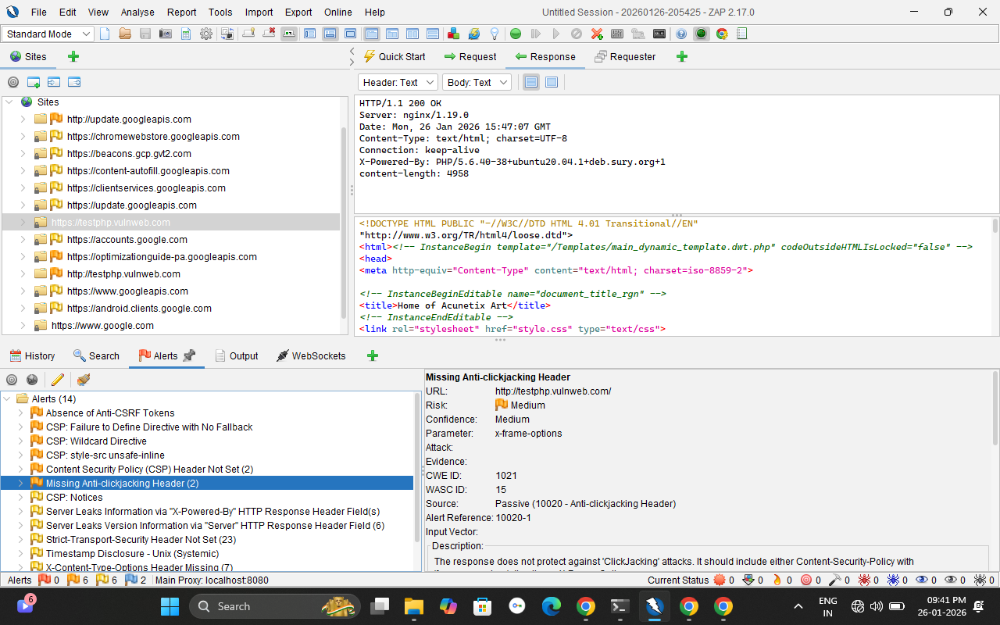 File Edit View Analyse Report Tools Import Export Online Help Untitled Session - 20260126-205425 - ZAP 2.17.0
Standard Mode
Sites
Quick Start Request Response Requester
Header: Text Body: Text
Sites
http://update.googleapis.com
https://chromewebstore.googleapis.com
https://beacons.gcp.gvt2.com
https://content-autofill.googleapis.com
https://clientservices.googleapis.com
https://update.googleapis.com
https://testphp.vulnweb.com
https://accounts.google.com
https://optimizationguide-pa.googleapis.com
http://testphp.vulnweb.com
https://www.googleapis.com
https://android.clients.google.com
https://www.google.com
HTTP/1.1 200 OK
Server: nginx/1.19.0
Date: Mon, 26 Jan 2026 15:47:07 GMT
Content-Type: text/html; charset=UTF-8
Connection: keep-alive
X-Powered-By: PHP/5.6.40-38+ubuntu20.04.1+deb.sury.org+1
content-length: 4958
<!DOCTYPE HTML PUBLIC "-//W3C//DTD HTML 4.01 Transitional//EN"
"http://www.w3.org/TR/html4/loose.dtd">
<html><!-- InstanceBegin template="/Templates/main_dynamic_template.dwt.php" codeOutsideHTMLIsLocked="false" -->
<head>
<meta http-equiv="Content-Type" content="text/html; charset=iso-8859-2">
<!-- InstanceBeginEditable name="document_title_rgn" -->
<title>Home of Acunetix Art</title>
<!-- InstanceEndEditable -->
<link rel="stylesheet" href="style.css" type="text/css">
History Search Alerts Output WebSockets
Alerts (14)
Absence of Anti-CSRF Tokens
CSP: Failure to Define Directive with No Fallback
CSP: Wildcard Directive
CSP: style-src unsafe-inline
Content Security Policy (CSP) Header Not Set (2)
Missing Anti-clickjacking Header (2)
CSP: Notices
Server Leaks Information via "X-Powered-By" HTTP Response Header Field(s)
Server Leaks Version Information via "Server" HTTP Response Header Field (6)
Strict-Transport-Security Header Not Set (23)
Timestamp Disclosure - Unix (Systemic)
X-Content-Type-Options Header Missing (7)
Missing Anti-clickjacking Header
URL: http://testphp.vulnweb.com/
Risk: Medium
Confidence: Medium
Parameter: x-frame-options
Attack:
Evidence:
CWE ID: 1021
WASC ID: 15
Source: Passive (10020 - Anti-clickjacking Header)
Alert Reference: 10020-1
Input Vector:
Description:
The response does not protect against 'ClickJacking' attacks. It should include either Content-Security-Policy with
Alerts 0 6 6 2 Main Proxy: localhost:8080 Current Status 0 0 0 0 0 0 0 0 0 0
6 Search ENG IN 09:41 PM 26-01-2026